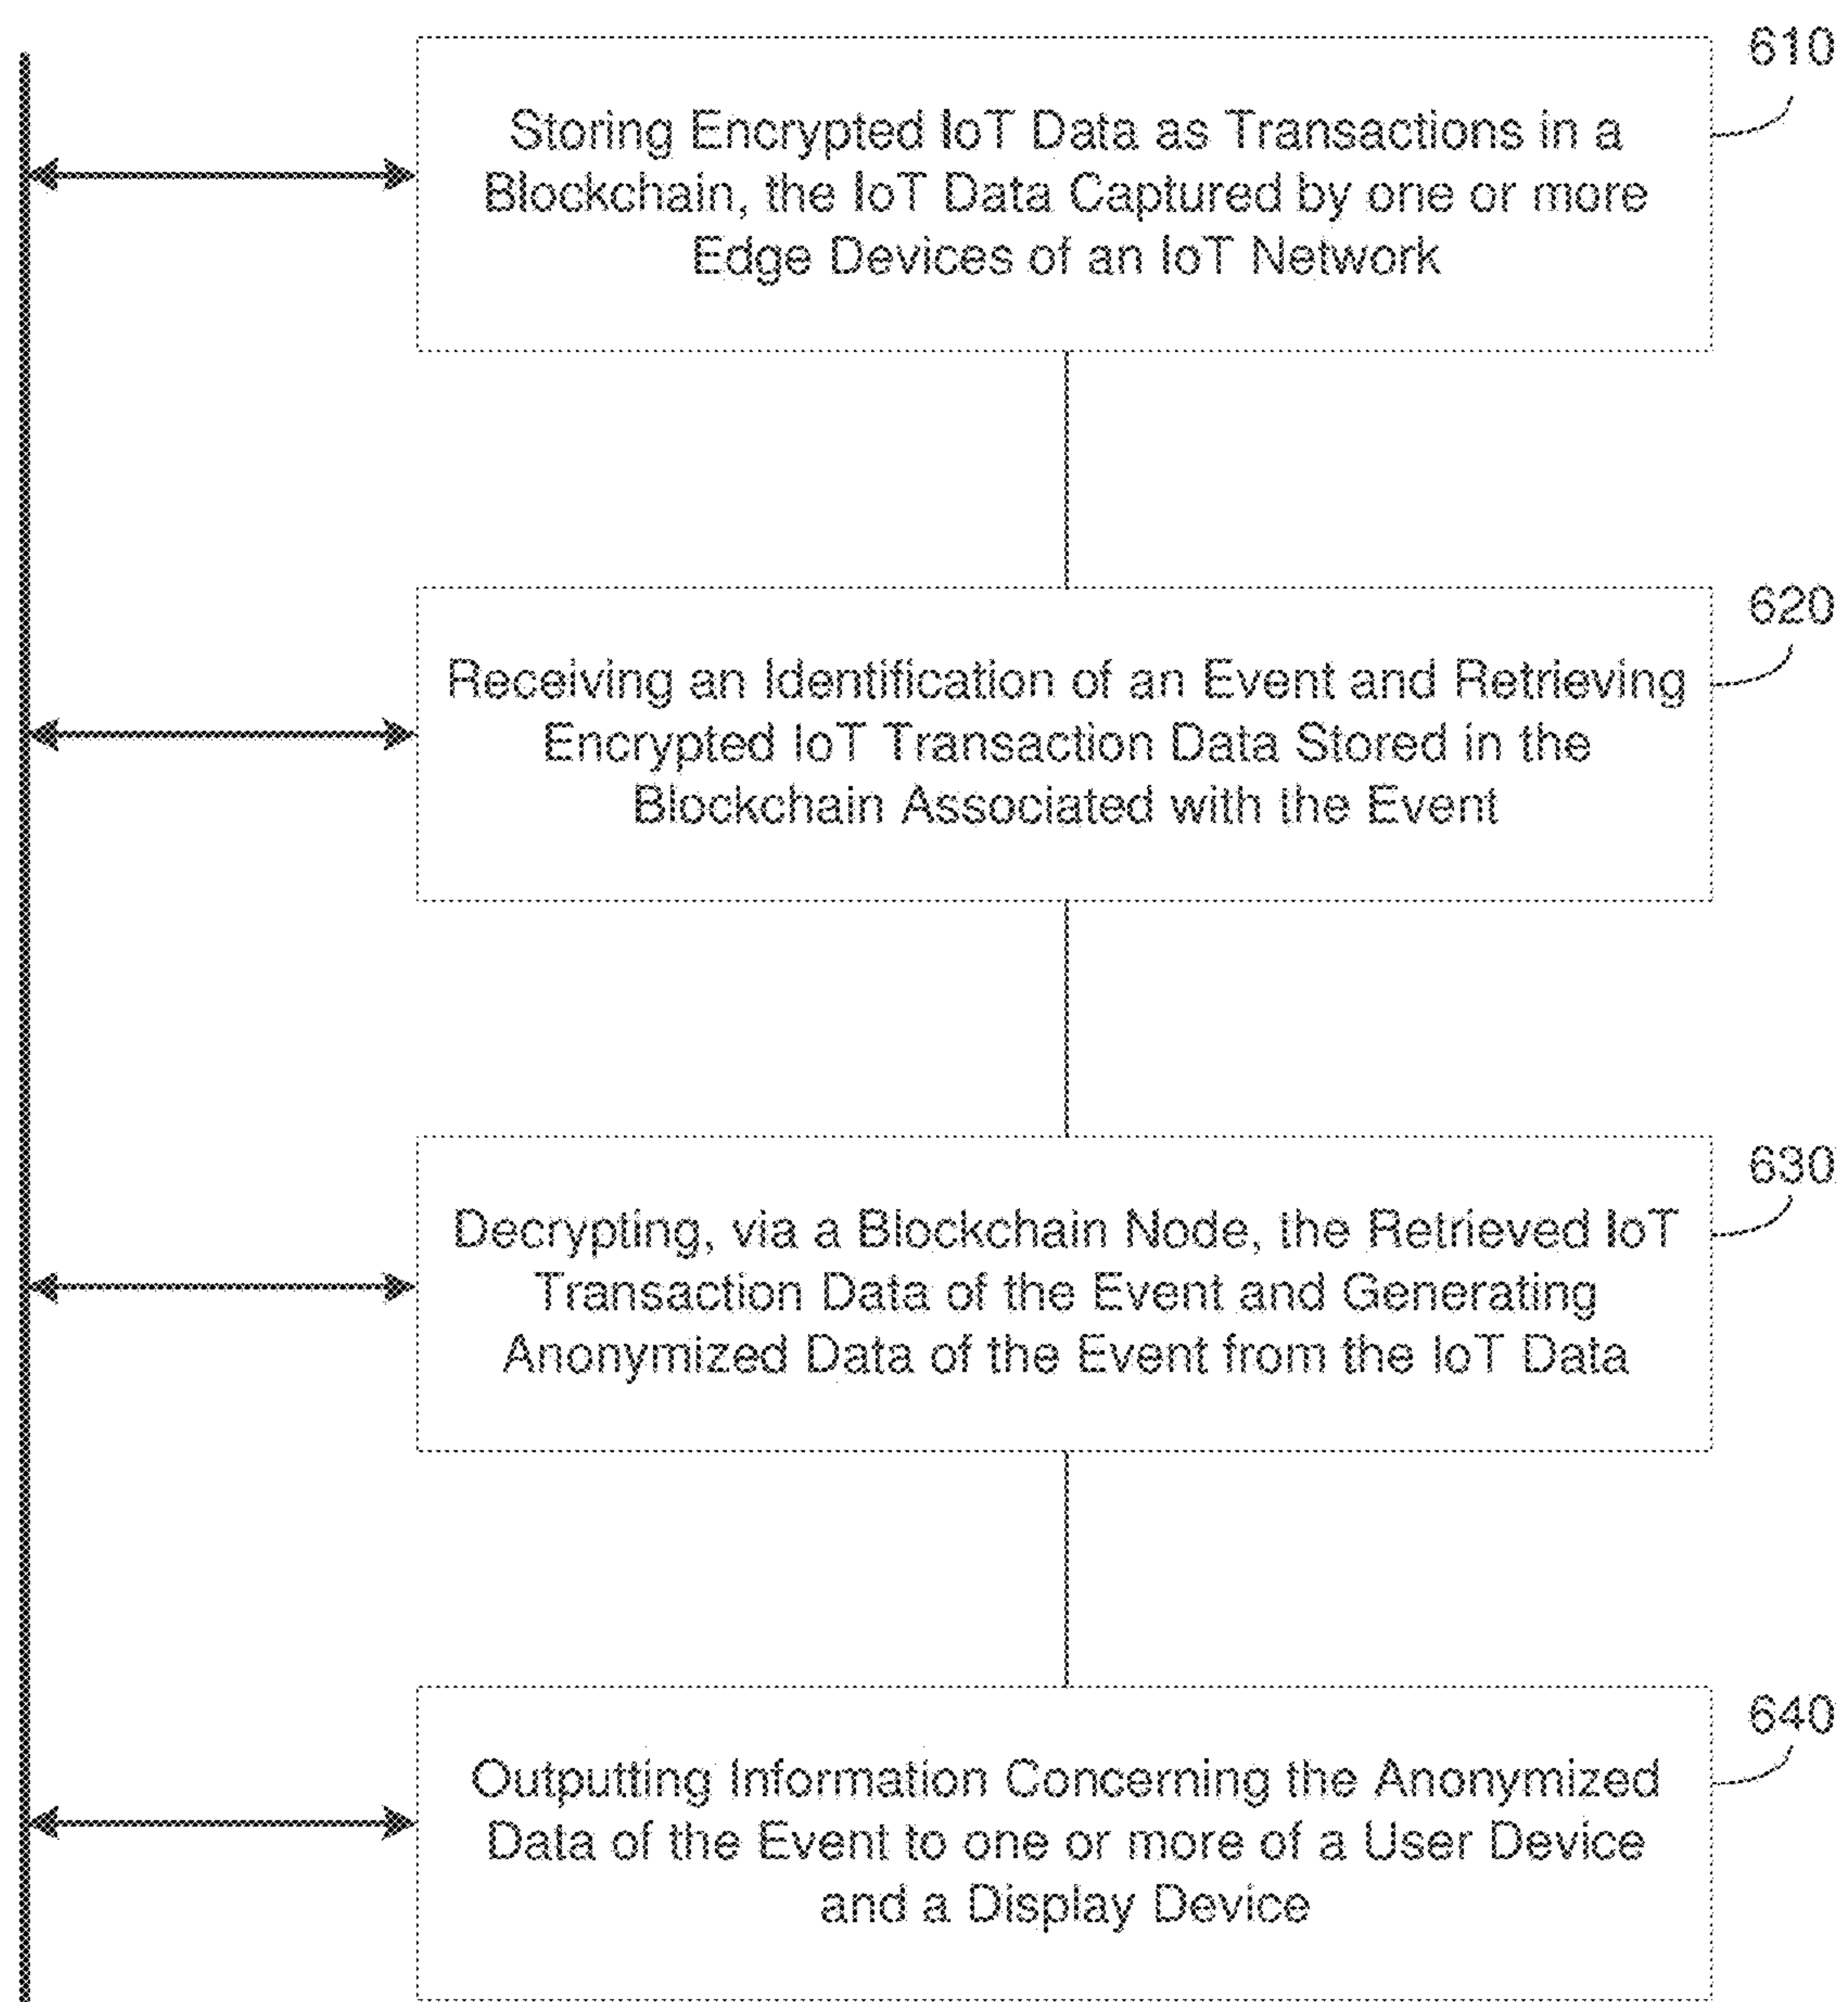 610
Storing Encrypted IoT Data as Transactions in a
Blockchain, the IoT Data Captured by one or more
Edge Devices of an IoT Network
620
Receiving an Identification of an Event and Retrieving
Encrypted IoT Transaction Data Stored in the
Blockchain Associated with the Event
630
Decrypting, via a Blockchain Node, the Retrieved IoT
Transaction Data of the Event and Generating
Anonymized Data of the Event from the IoT Data
640
Outputting Information Concerning the Anonymized
Data of the Event to one or more of a User Device
and a Display Device